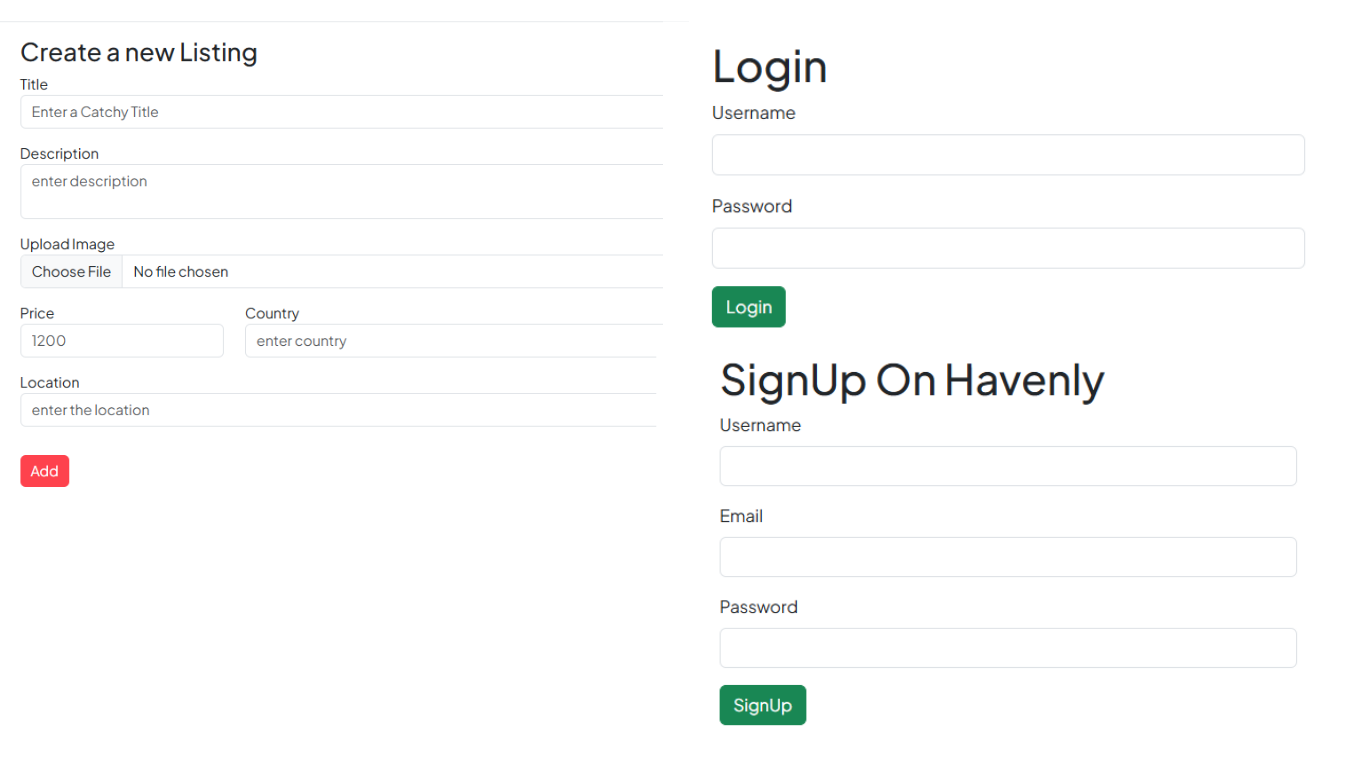 Create a new Listing
Title
Enter a Catchy Title
Description
enter description
Upload Image
Choose File No file chosen
Price Country
1200 enter country
Location
enter the location
Add
Login
Username
Password
Login
SignUp On Havenly
Username
Email
Password
SignUp